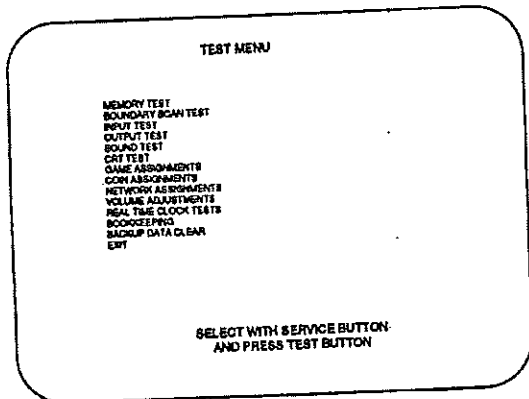 TEST MENU
MEMORY TEST
BOUNDARY SCAN TEST
INPUT TEST
OUTPUT TEST
SOUND TEST
CRT TEST
GAME ASSIGNMENTS
COIN ASSIGNMENTS
NETWORK ASSIGNMENTS
VOLUME ADJUSTMENTS
REAL TIME CLOCK TESTS
BOOKKEEPING
BACKUP DATA CLEAR
EXIT
SELECT WITH SERVICE BUTTON
AND PRESS TEST BUTTON